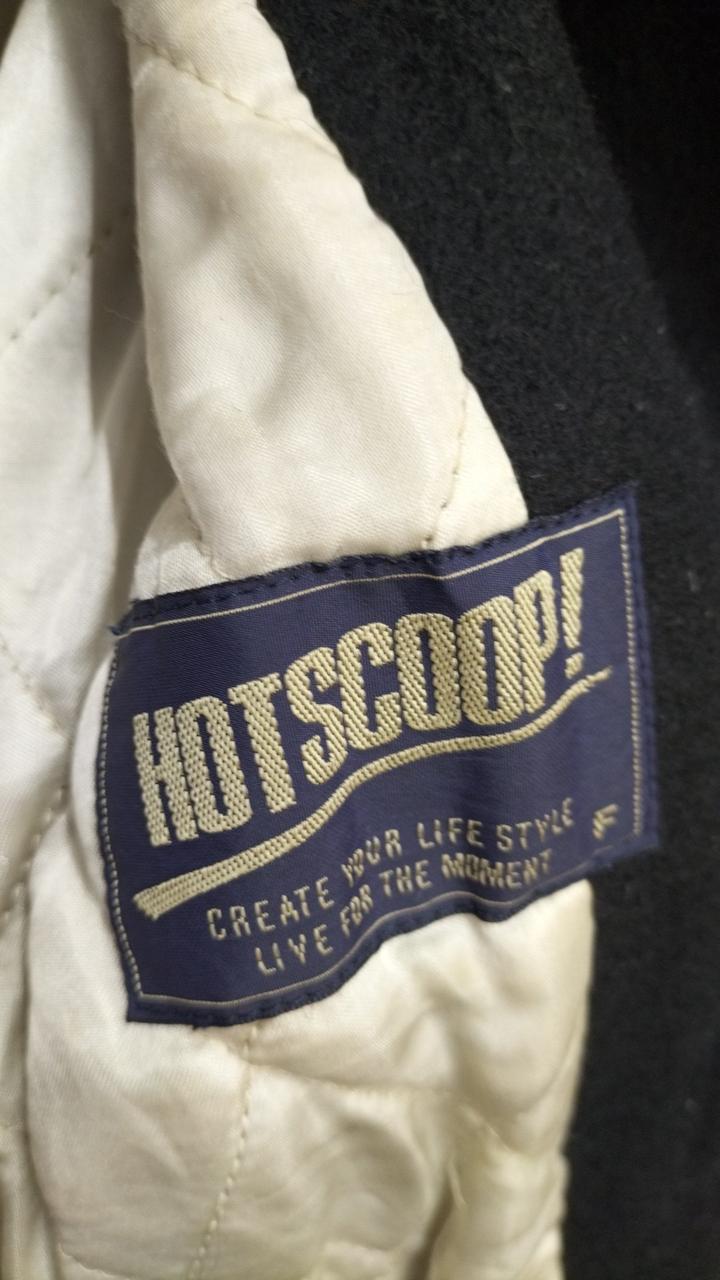 HOTSCOOP!
CREATE YOUR LIFE STYLE
LIVE FOR THE MOMENT
F